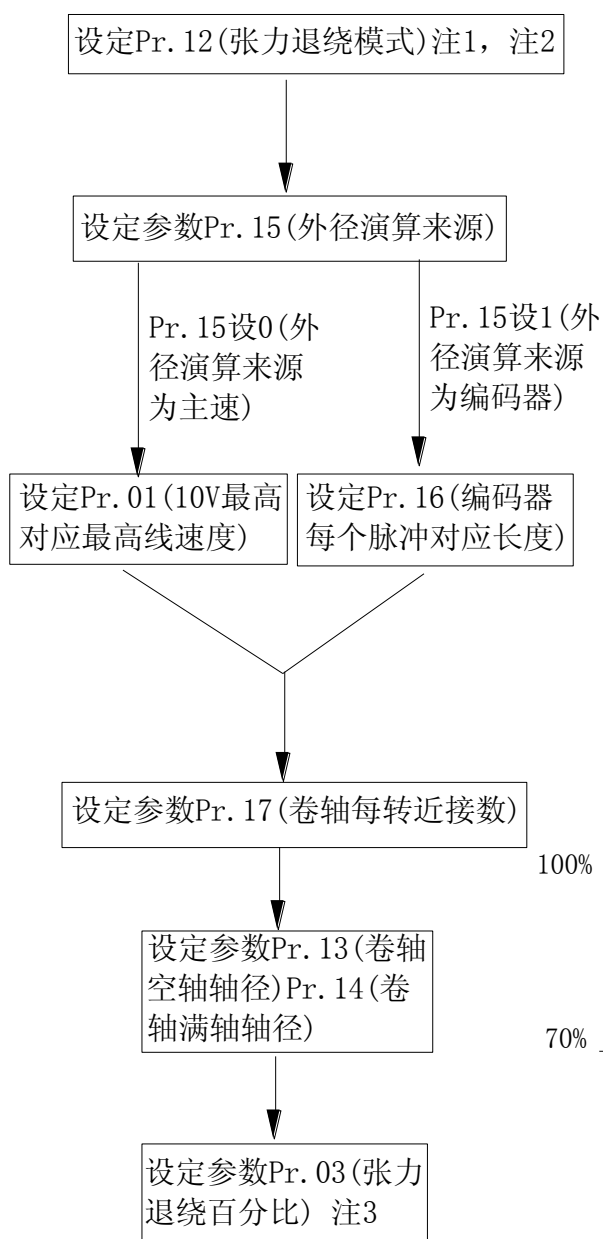 设定Pr.12(张力退绕模式)注1，注2
设定参数Pr.15(外径演算来源)
Pr.15设0(外
径演算来源
为主速)
Pr.15设1(外
径演算来源
为编码器)
设定Pr.01(10V最高
对应最高线速度)
设定Pr.16(编码器
每个脉冲对应长度)
设定参数Pr.17(卷轴每转近接数)
100%
设定参数Pr.13(卷轴
空轴轴径)Pr.14(卷
轴满轴轴径)
70%
设定参数Pr.03(张力
退绕百分比) 注3